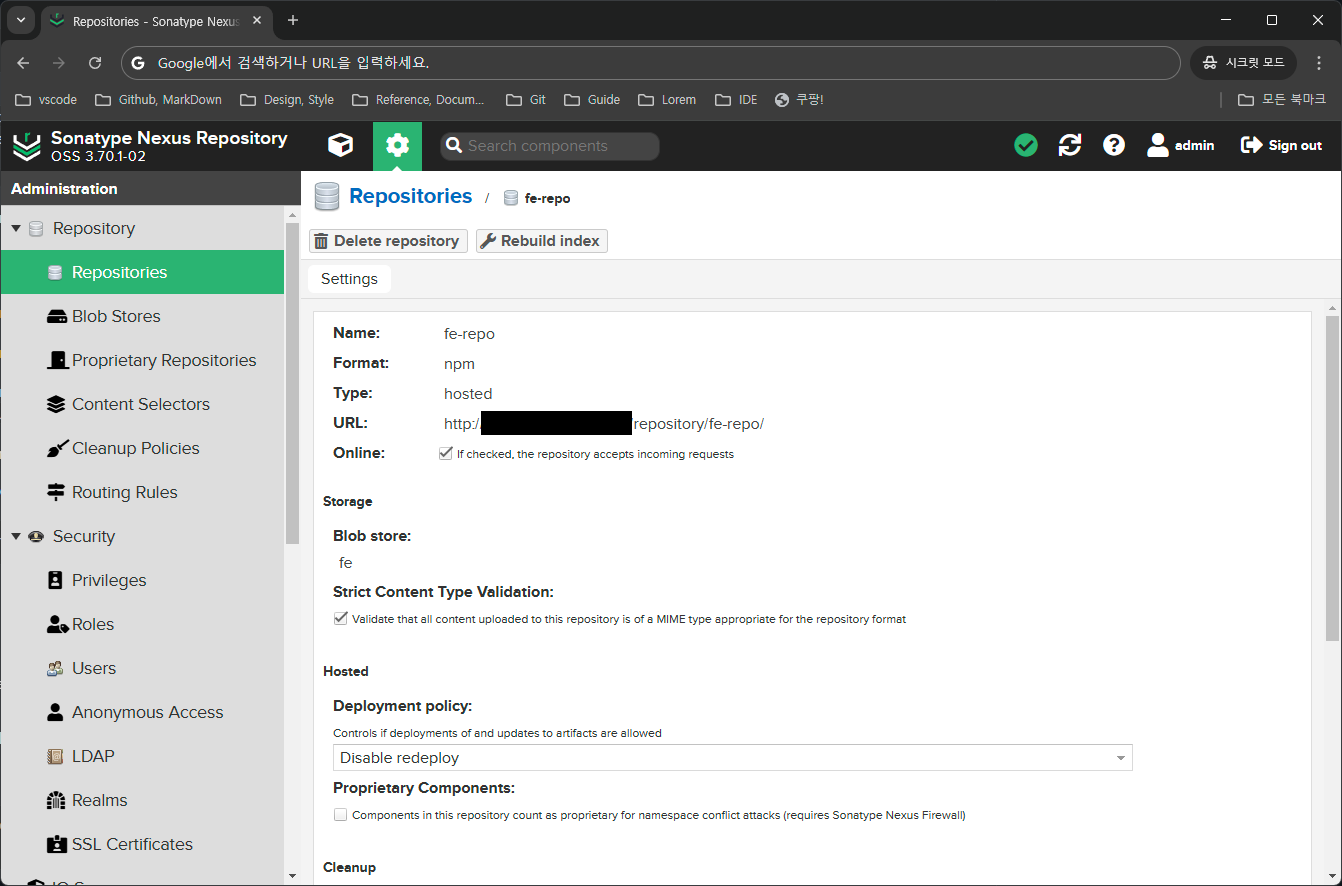 Repositories - Sonatype Nexus
Google에서 검색하거나 URL을 입력하세요.
시크릿 모드
vscode
Github, MarkDown
Design, Style
Reference, Docum...
Git
Guide
Lorem
IDE
쿠팡!
모든 북마크
Sonatype Nexus Repository
OSS 3.70.1-02
Search components
admin
Sign out
Administration
Repository
Repositories
Blob Stores
Proprietary Repositories
Content Selectors
Cleanup Policies
Routing Rules
Security
Privileges
Roles
Users
Anonymous Access
LDAP
Realms
SSL Certificates
Repositories / fe-repo
Delete repository
Rebuild index
Settings
Name: fe-repo
Format: npm
Type: hosted
URL: http:/ /repository/fe-repo/
Online: If checked, the repository accepts incoming requests
Storage
Blob store:
fe
Strict Content Type Validation:
Validate that all content uploaded to this repository is of a MIME type appropriate for the repository format
Hosted
Deployment policy:
Controls if deployments of and updates to artifacts are allowed
Disable redeploy
Proprietary Components:
Components in this repository count as proprietary for namespace conflict attacks (requires Sonatype Nexus Firewall)
Cleanup